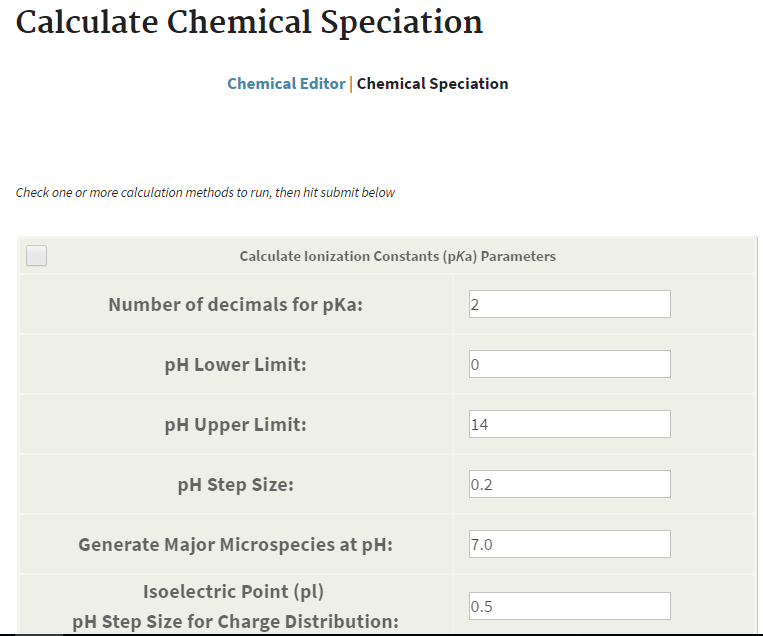 Calculate Chemical Speciation
Chemical Editor | Chemical Speciation
Check one or more calculation methods to run, then hit submit below
Calculate Ionization Constants (pKa) Parameters
Number of decimals for pKa: 2
pH Lower Limit: 0
pH Upper Limit: 14
pH Step Size: 0.2
Generate Major Microspecies at pH: 7.0
Isoelectric Point (pl)
pH Step Size for Charge Distribution: 0.5